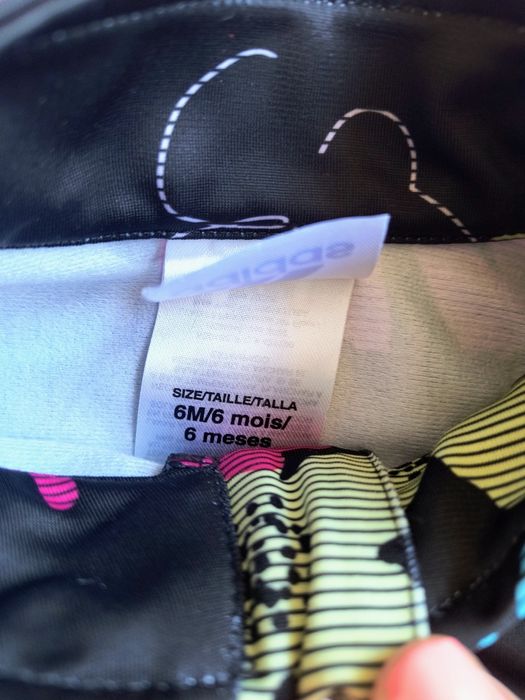 adidas
SIZE/TAILLE/TALLA
6M/6 mois/
6 meses